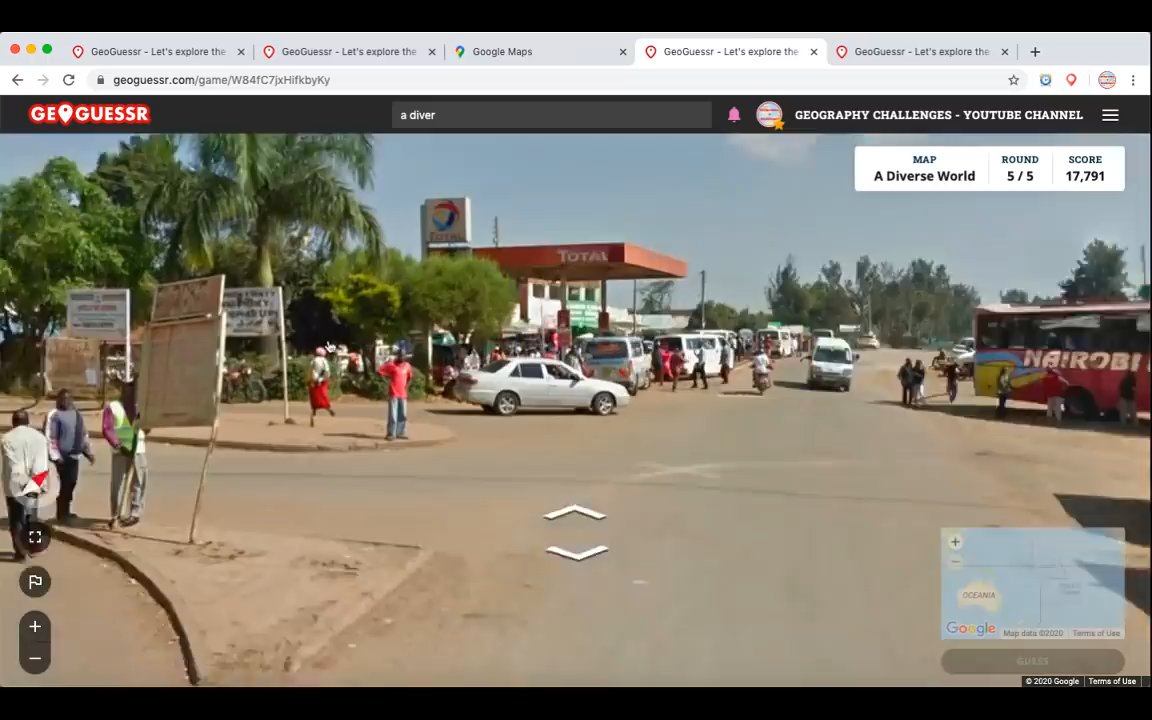 GeoGuessr - Let's explore the
GeoGuessr - Let's explore the
Google Maps
GeoGuessr - Let's explore the
GeoGuessr - Let's explore the
geoguessr.com/game/W84fC7jxHifkbyKy
GEOGUESSR
a diver
GEOGRAPHY CHALLENGES - YOUTUBE CHANNEL
MAP
ROUND
SCORE
A Diverse World
5 / 5
17,791
TOTAL
TOTAL
NAIROBI
OCEANIA
Google
Map data ©2020
Terms of Use
GUESS
© 2020 Google
Terms of Use